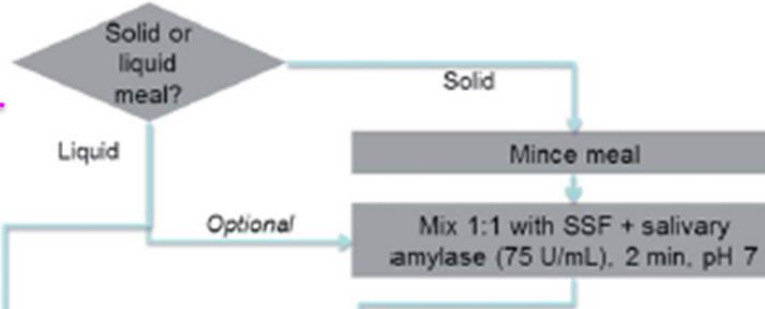 Solid or
liquid
meal?
Solid
Liquid
Mince meal
Optional
Mix 1:1 with SSF + salivary
amylase (75 U/mL), 2 min, pH 7